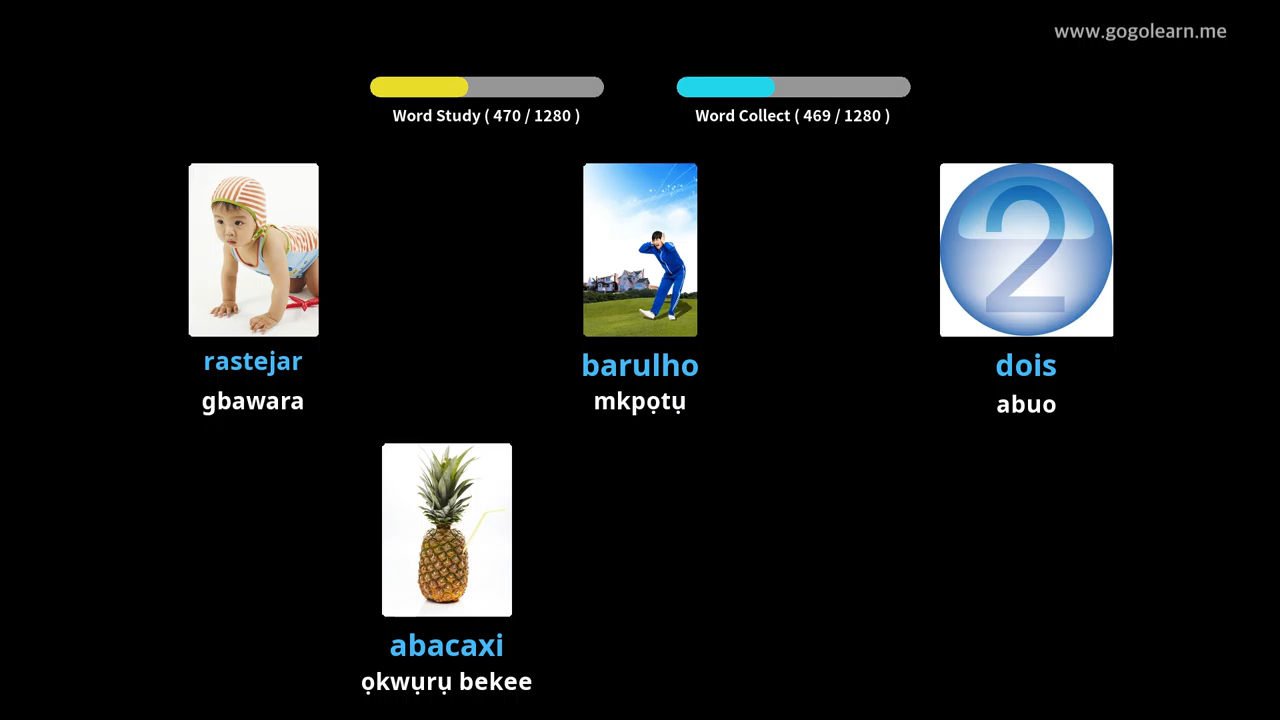 www.gogolearn.me
Word Study ( 470 / 1280 )
Word Collect ( 469 / 1280 )
2
rastejar
gbawara
barulho
mkpọtụ
dois
abuo
abacaxi
ọkwụrụ bekee